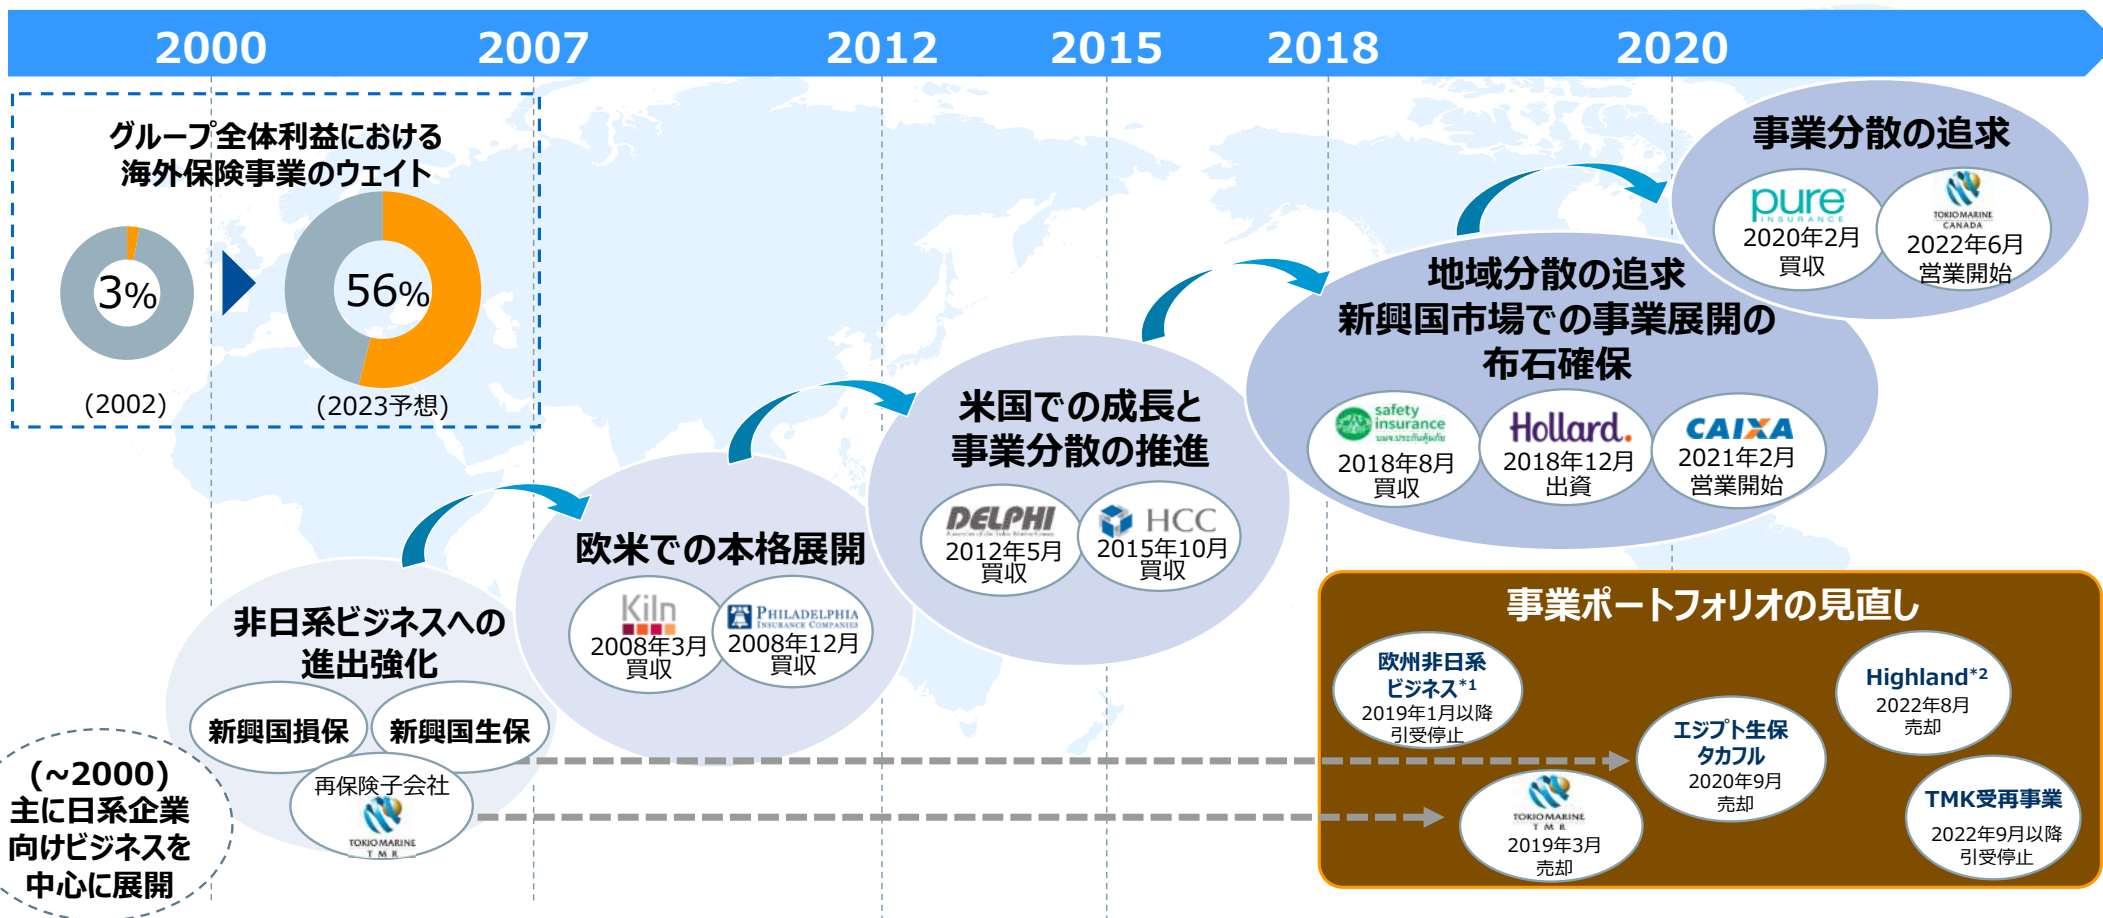 2000
2007
2012
2015
2018
2020
グループ全体利益における
海外保険事業のウェイト
3%
56%
(2002)
(2023予想)
(~2000)
主に日系企業
向けビジネスを
中心に展開
非日系ビジネスへの
進出強化
新興国損保
新興国生保
再保険子会社
TOKIO MARINE
T M R
欧米での本格展開
Kiln
2008年3月
買収
PHILADELPHIA
INSURANCE COMPANIES
2008年12月
買収
米国での成長と
事業分散の推進
DELPHI
2012年5月
買収
HCC
2015年10月
買収
地域分散の追求
新興国市場での事業展開の
布石確保
safety
insurance
บมจ.ประกันคุ้มภัย
2018年8月
買収
Hollard.
2018年12月
出資
CAIXA
2021年2月
営業開始
事業分散の追求
pure
INSURANCE
2020年2月
買収
TOKIO MARINE
CANADA
2022年6月
営業開始
事業ポートフォリオの見直し
欧州非日系
ビジネス*1
2019年1月以降
引受停止
TOKIO MARINE
T M R
2019年3月
売却
エジプト生保
タカフル
2020年9月
売却
Highland*2
2022年8月
売却
TMK受再事業
2022年9月以降
引受停止